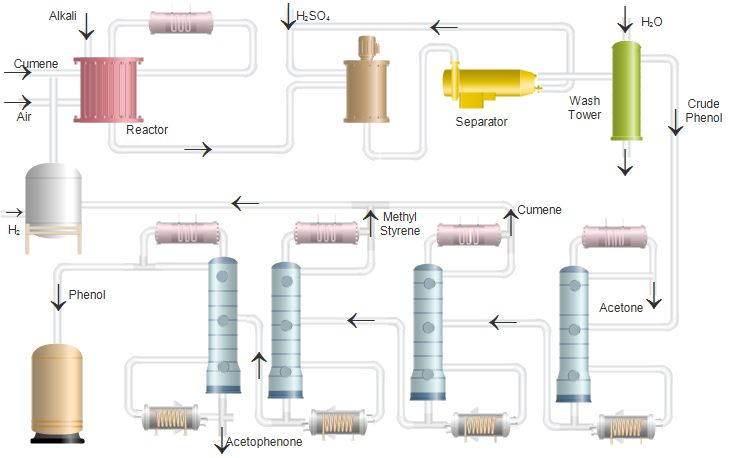 Alkali
H₂SO₄
H₂O
Cumene
Air
Reactor
Separator
Wash
Tower
Crude
Phenol
H₂
Methyl
Styrene
Cumene
Phenol
Acetone
Acetophenone